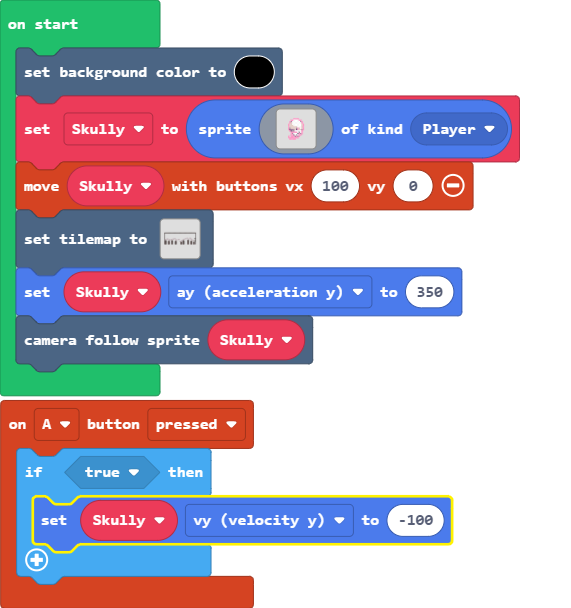 on start
set background color to
set Skully to sprite of kind Player
move Skully with buttons vx 100 vy 0
set tilemap to
set Skully ay (acceleration y) to 350
camera follow sprite Skully
on A button pressed
if true then
set Skully vy (velocity y) to -100